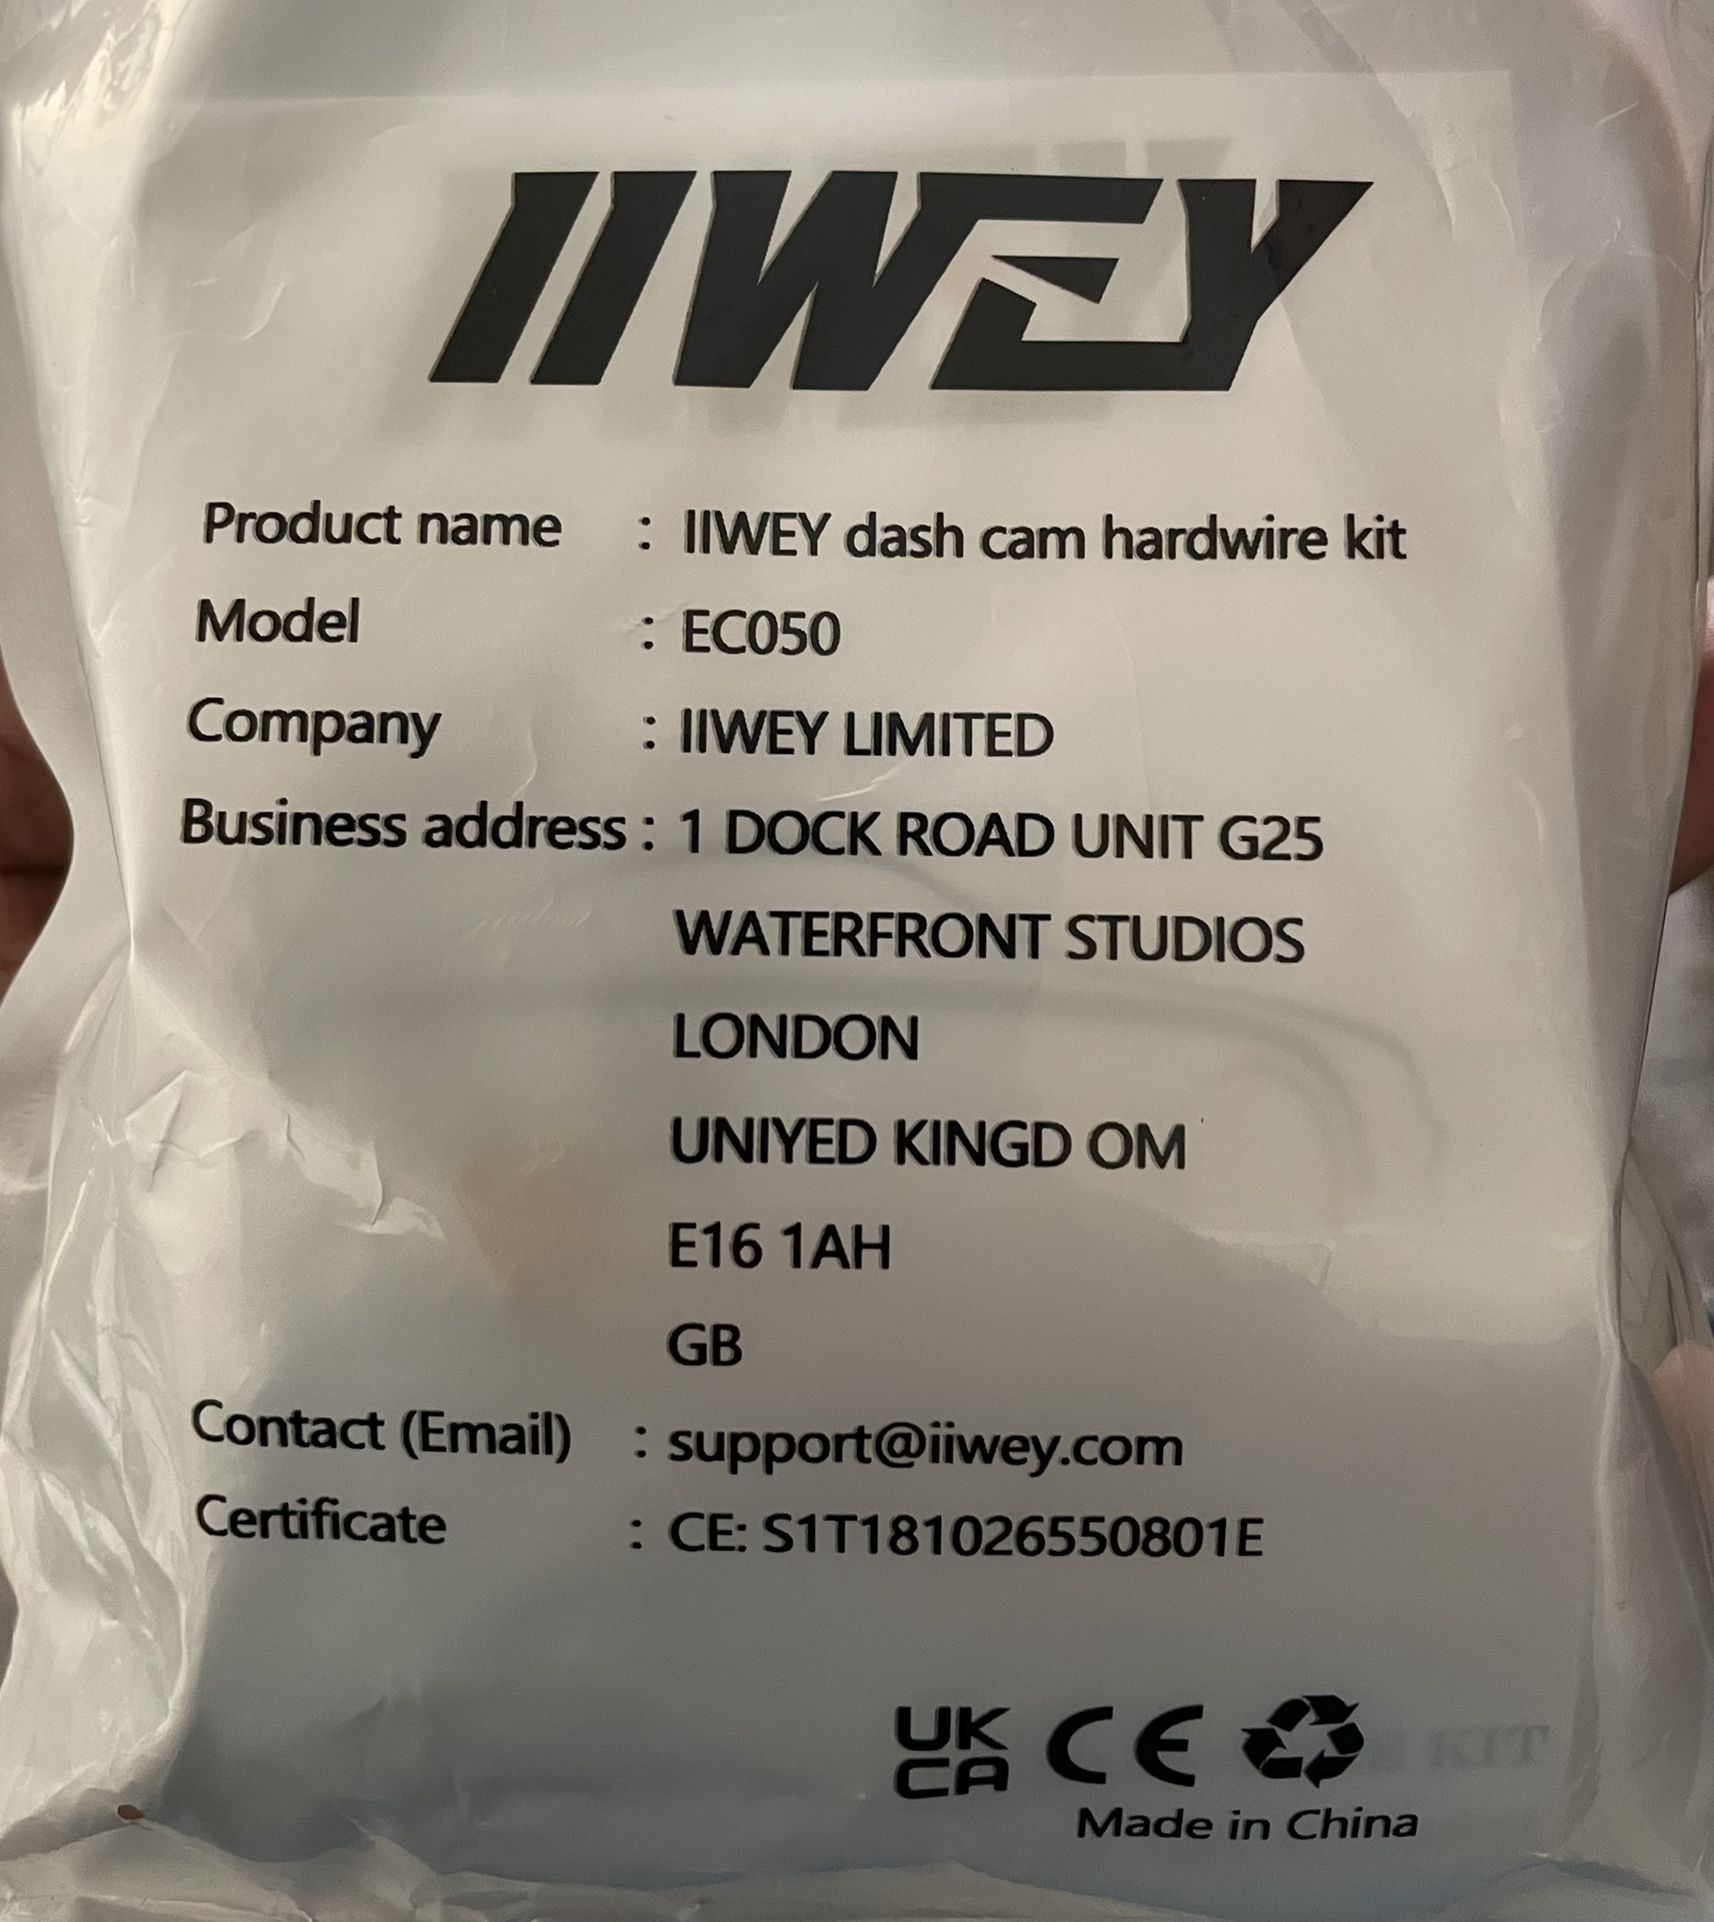 IIWEY
Product name : IIWEY dash cam hardwire kit
Model : EC050
Company : IIWEY LIMITED
Business address : 1 DOCK ROAD UNIT G25
WATERFRONT STUDIOS
LONDON
UNIYED KINGD OM
E16 1AH
GB
Contact (Email) : support@iiwey.com
Certificate : CE: S1T181026550801E
UK CE KIT
CA
Made in China